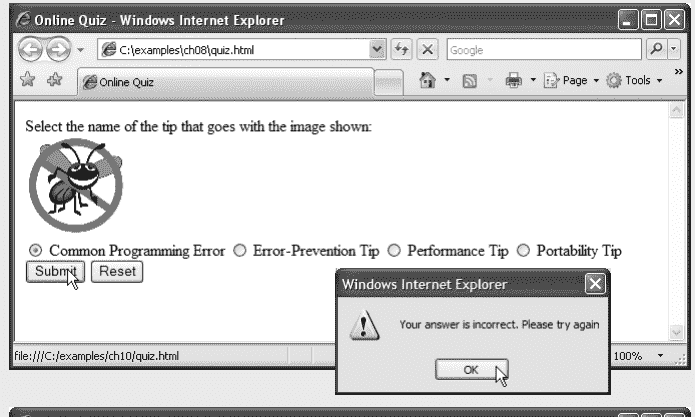 Online Quiz - Windows Internet Explorer
C:\examples\ch08\quiz.html
Google
Online Quiz
Page
Tools
»
Select the name of the tip that goes with the image shown:
Common Programming Error Error-Prevention Tip Performance Tip Portability Tip
Submit Reset
Windows Internet Explorer
Your answer is incorrect. Please try again
OK
file:///C:/examples/ch10/quiz.html
100%